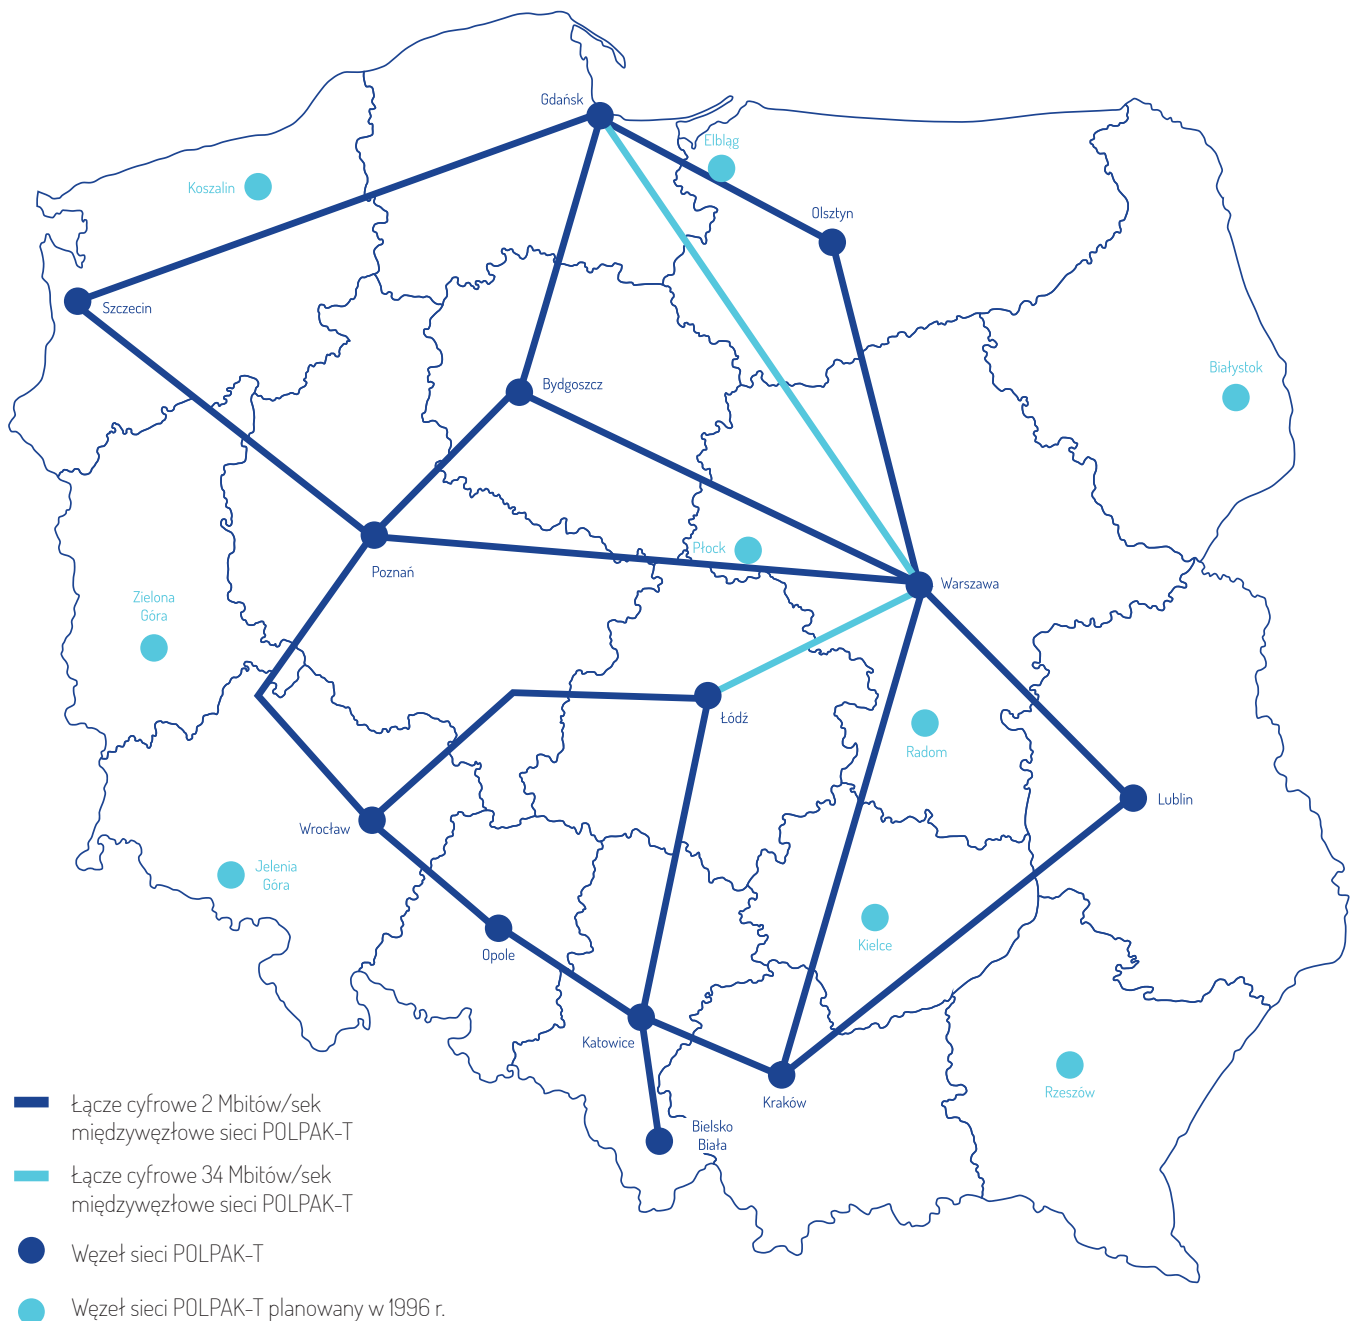 Gdańsk
Elbląg
Koszalin
Olsztyn
Szczecin
Białystok
Bydgoszcz
Płock
Poznań
Warszawa
Zielona
Góra
Łódź
Radom
Lublin
Wrocław
Jelenia
Góra
Kielce
Opole
Katowice
Rzeszów
Kraków
Bielsko
Biała
Łącze cyfrowe 2 Mbitów/sek
międzywęzłowe sieci POLPAK-T
Łącze cyfrowe 34 Mbitów/sek
międzywęzłowe sieci POLPAK-T
Węzeł sieci POLPAK-T
Węzeł sieci POLPAK-T planowany w 1996 r.